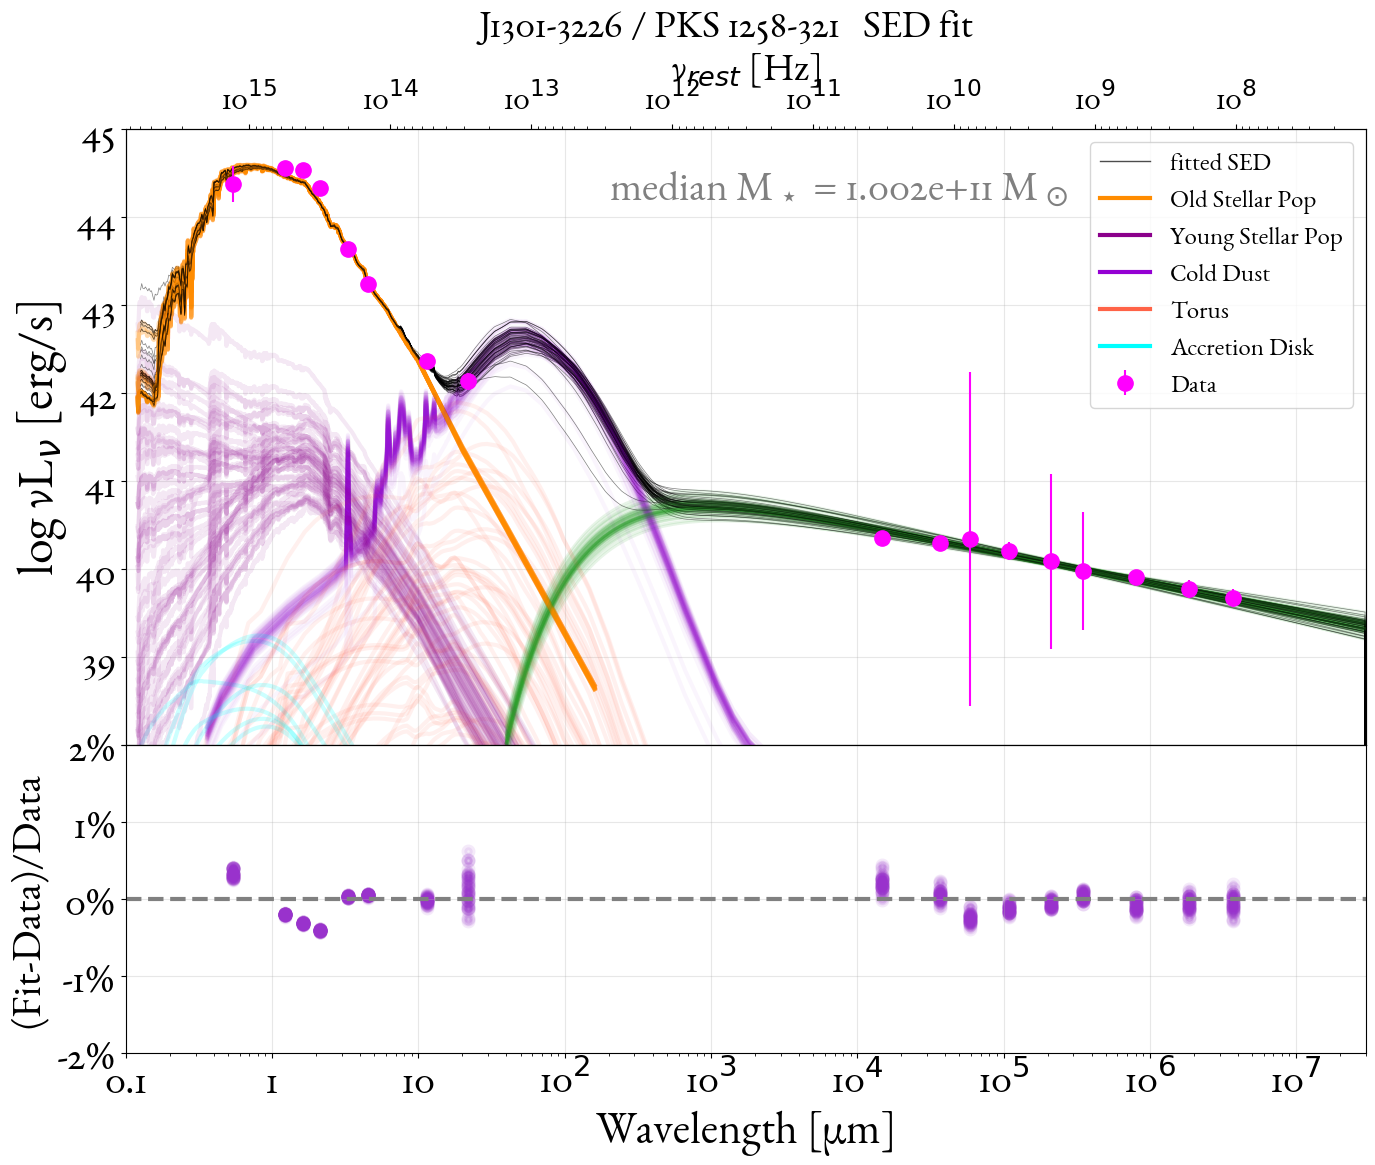 J1301-3226 / PKS 1258-321 SED fit
ν_rest [Hz]
10^15 10^14 10^13 10^12 10^11 10^10 10^9 10^8
median M ⋆ = 1.002e+11 M ⊙
fitted SED
Old Stellar Pop
Young Stellar Pop
Cold Dust
Torus
Accretion Disk
Data
log νL_ν [erg/s]
45
44
43
42
41
40
39
(Fit-Data)/Data
2%
1%
0%
-1%
-2%
0.1 1 10 10^2 10^3 10^4 10^5 10^6 10^7
Wavelength [μm]